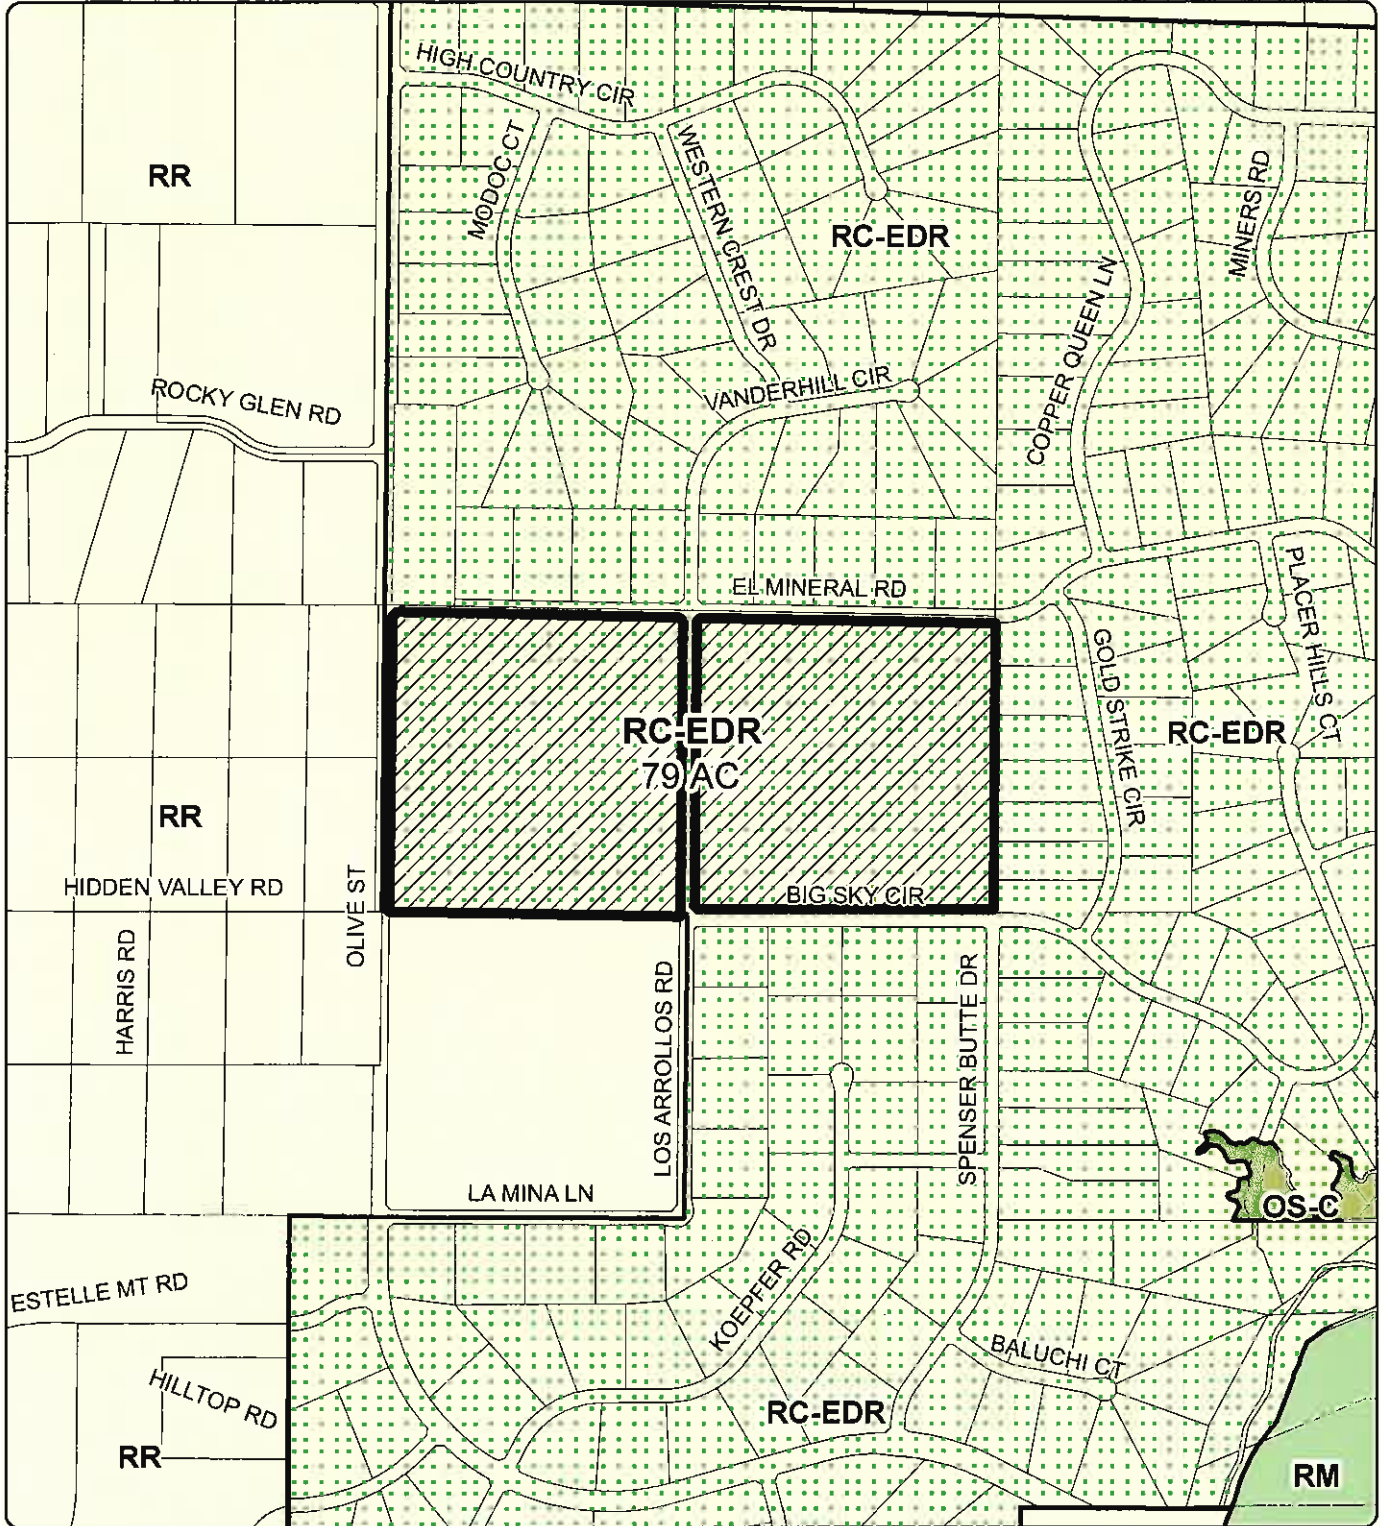 HIGH COUNTRY CIR
MODOC CT
WESTERN CREST DR
RR
RC-EDR
MINERS RD
COPPER QUEEN LN
ROCKY GLEN RD
VANDERHILL CIR
EL MINERAL RD
PLACER HILLS CT
GOLD STRIKE CIR
RC-EDR
79 AC
RC-EDR
RR
HIDDEN VALLEY RD
OLIVE ST
BIG SKY CIR
HARRIS RD
LOS ARROLLOS RD
SPENSER BUTTE DR
LA MINA LN
OS-C
ESTELLE MT RD
KOEPFER RD
BALUCHI CT
HILLTOP RD
RC-EDR
RR
RM